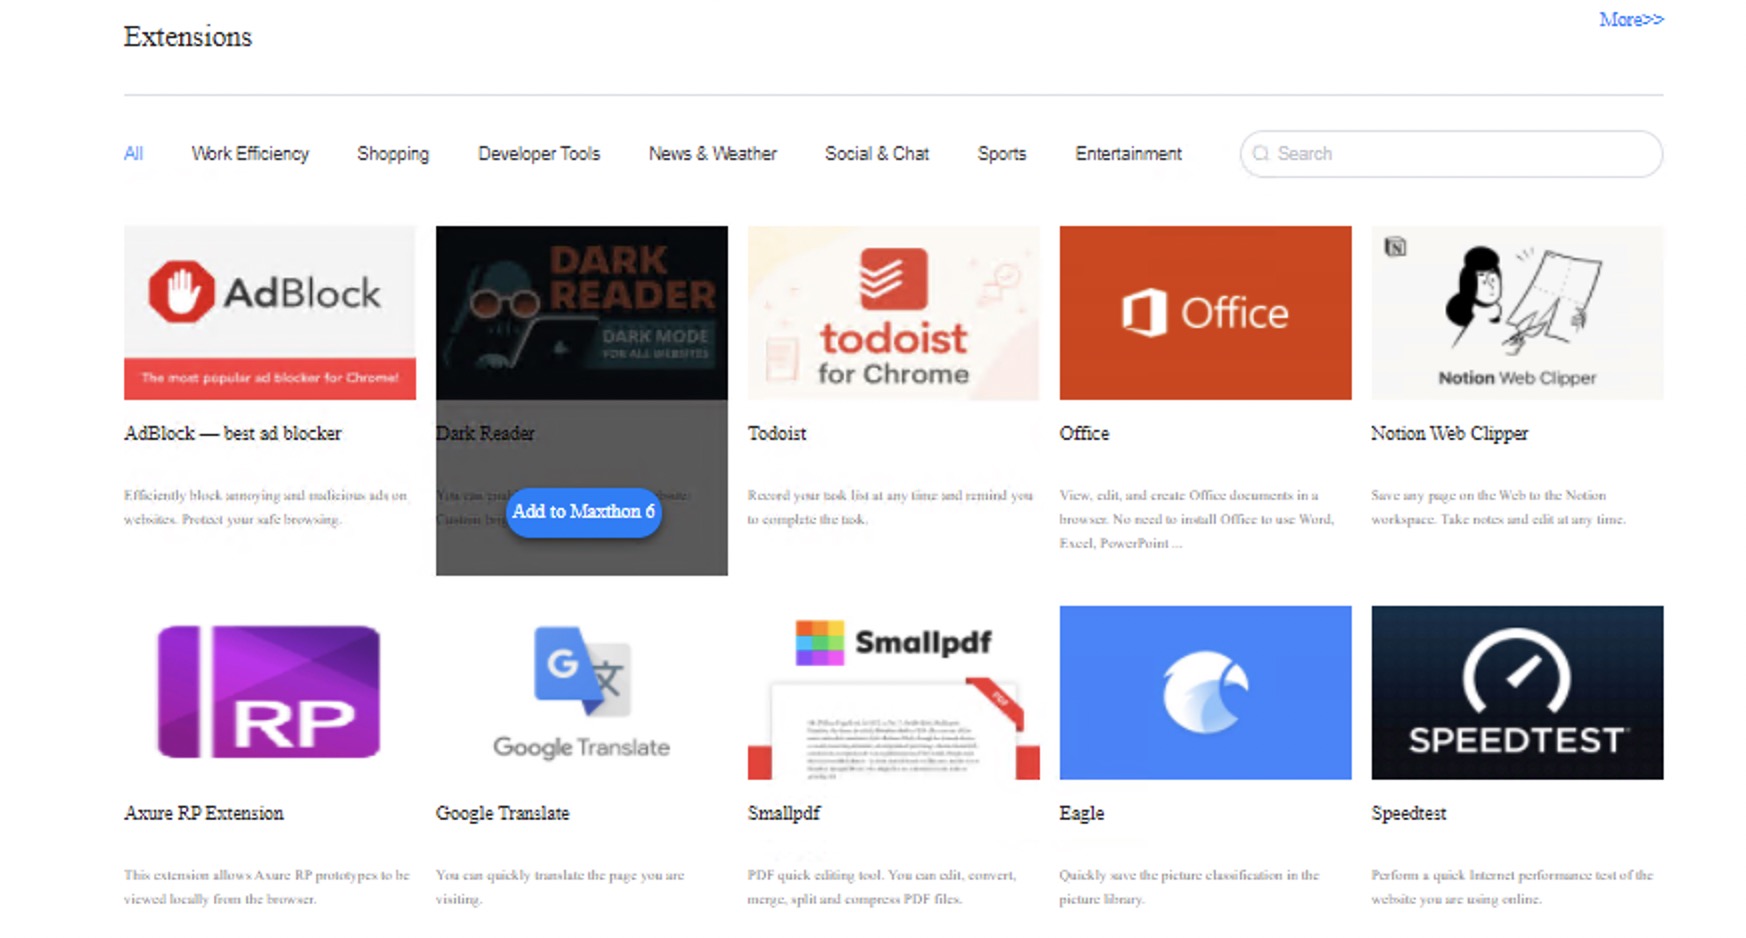 Extensions
More>>
All
Work Efficiency
Shopping
Developer Tools
News & Weather
Social & Chat
Sports
Entertainment
Search
AdBlock
The most popular ad blocker for Chrome!
AdBlock — best ad blocker
Efficiently block annoying and malicious ads on
websites. Protect your safe browsing.
DARK
READER
DARK MODE
FOR ALL WEBSITES
Dark Reader
You can
Custom
Add to Maxthon 6
todoist
for Chrome
Todoist
Record your task list at any time and remind you
to complete the task.
Office
Office
View, edit, and create Office documents in a
browser. No need to install Office to use Word,
Excel, PowerPoint ...
N
Notion Web Clipper
Notion Web Clipper
Save any page on the Web to the Notion
workspace. Take notes and edit at any time.
RP
Axure RP Extension
This extension allows Axure RP prototypes to be
viewed locally from the browser.
G 文
Google Translate
Google Translate
You can quickly translate the page you are
visiting.
Smallpdf
PDF
Smallpdf
PDF quick editing tool. You can edit, convert,
merge, split and compress PDF files.
Eagle
Quickly save the picture classification in the
picture library.
SPEEDTEST
Speedtest
Perform a quick Internet performance test of the
website you are using online.